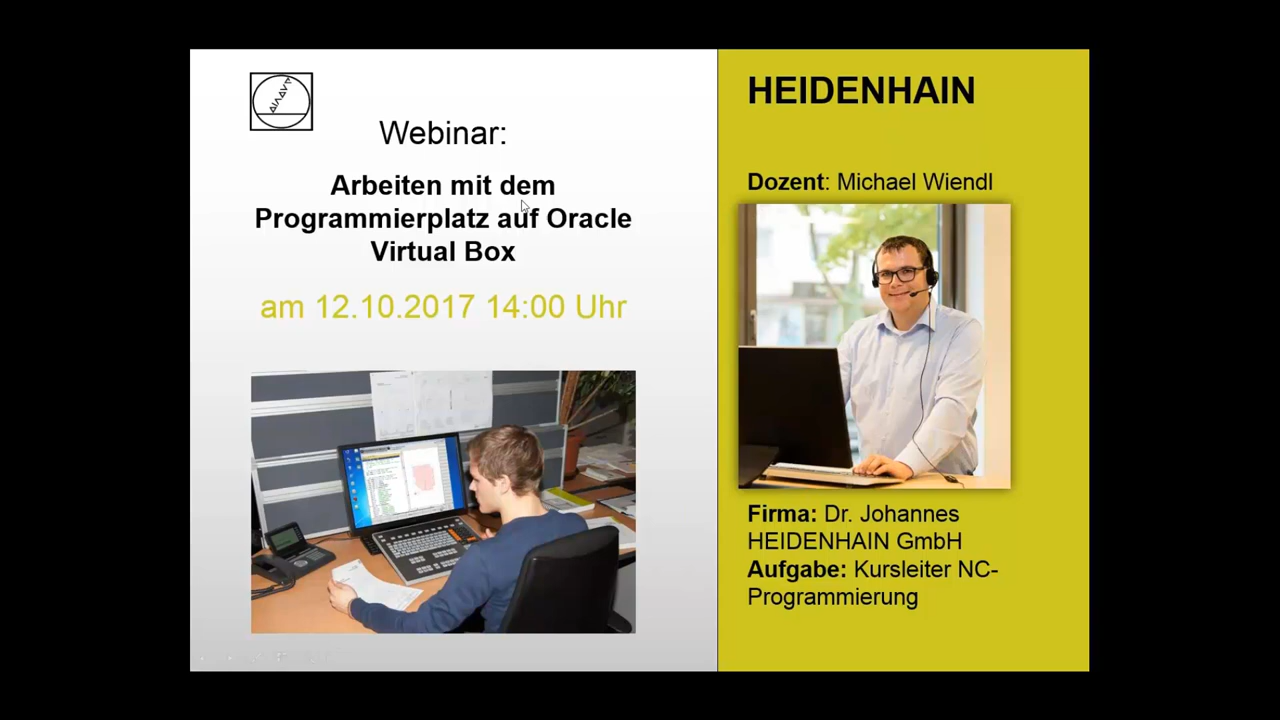 Webinar:
Arbeiten mit dem
Programmierplatz auf Oracle
Virtual Box
am 12.10.2017 14:00 Uhr
HEIDENHAIN
Dozent: Michael Wiendl
Firma: Dr. Johannes
HEIDENHAIN GmbH
Aufgabe: Kursleiter NC-
Programmierung